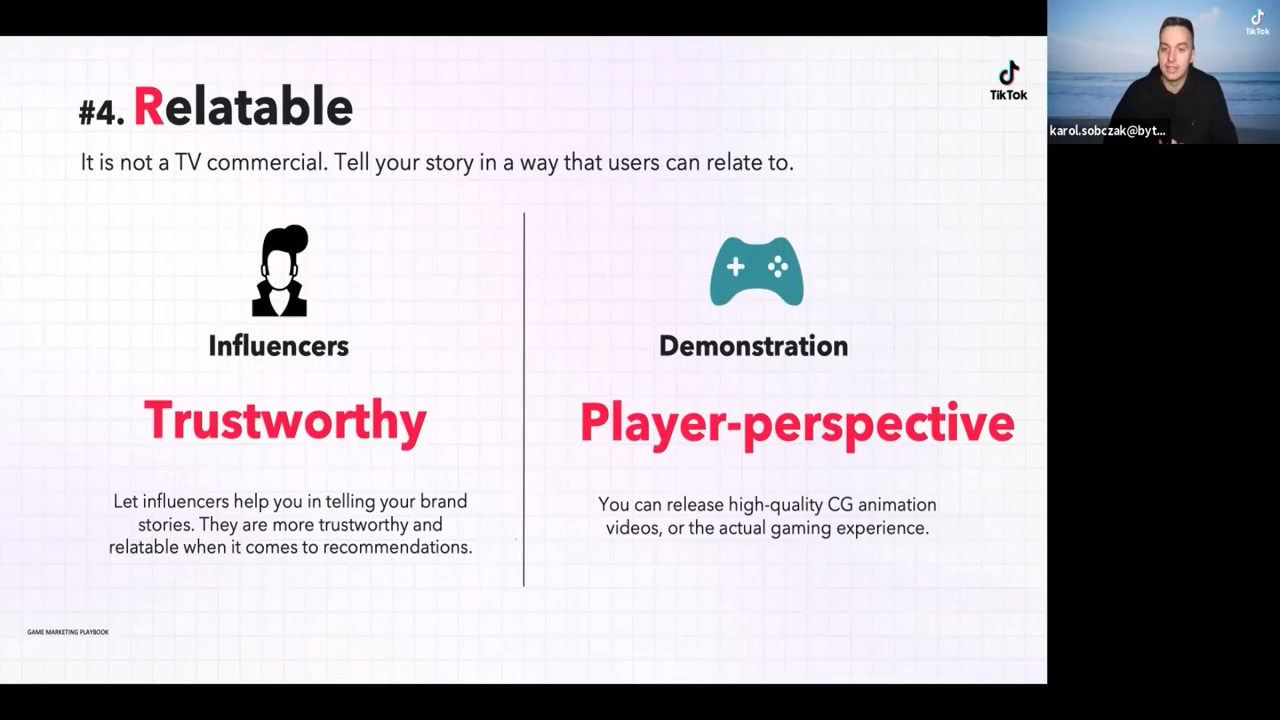 #4. Relatable
It is not a TV commercial. Tell your story in a way that users can relate to.
TikTok
TikTok
karol.sobczak@byt...
Influencers
Trustworthy
Let influencers help you in telling your brand
stories. They are more trustworthy and
relatable when it comes to recommendations.
Demonstration
Player-perspective
You can release high-quality CG animation
videos, or the actual gaming experience.
GAME MARKETING PLAYBOOK